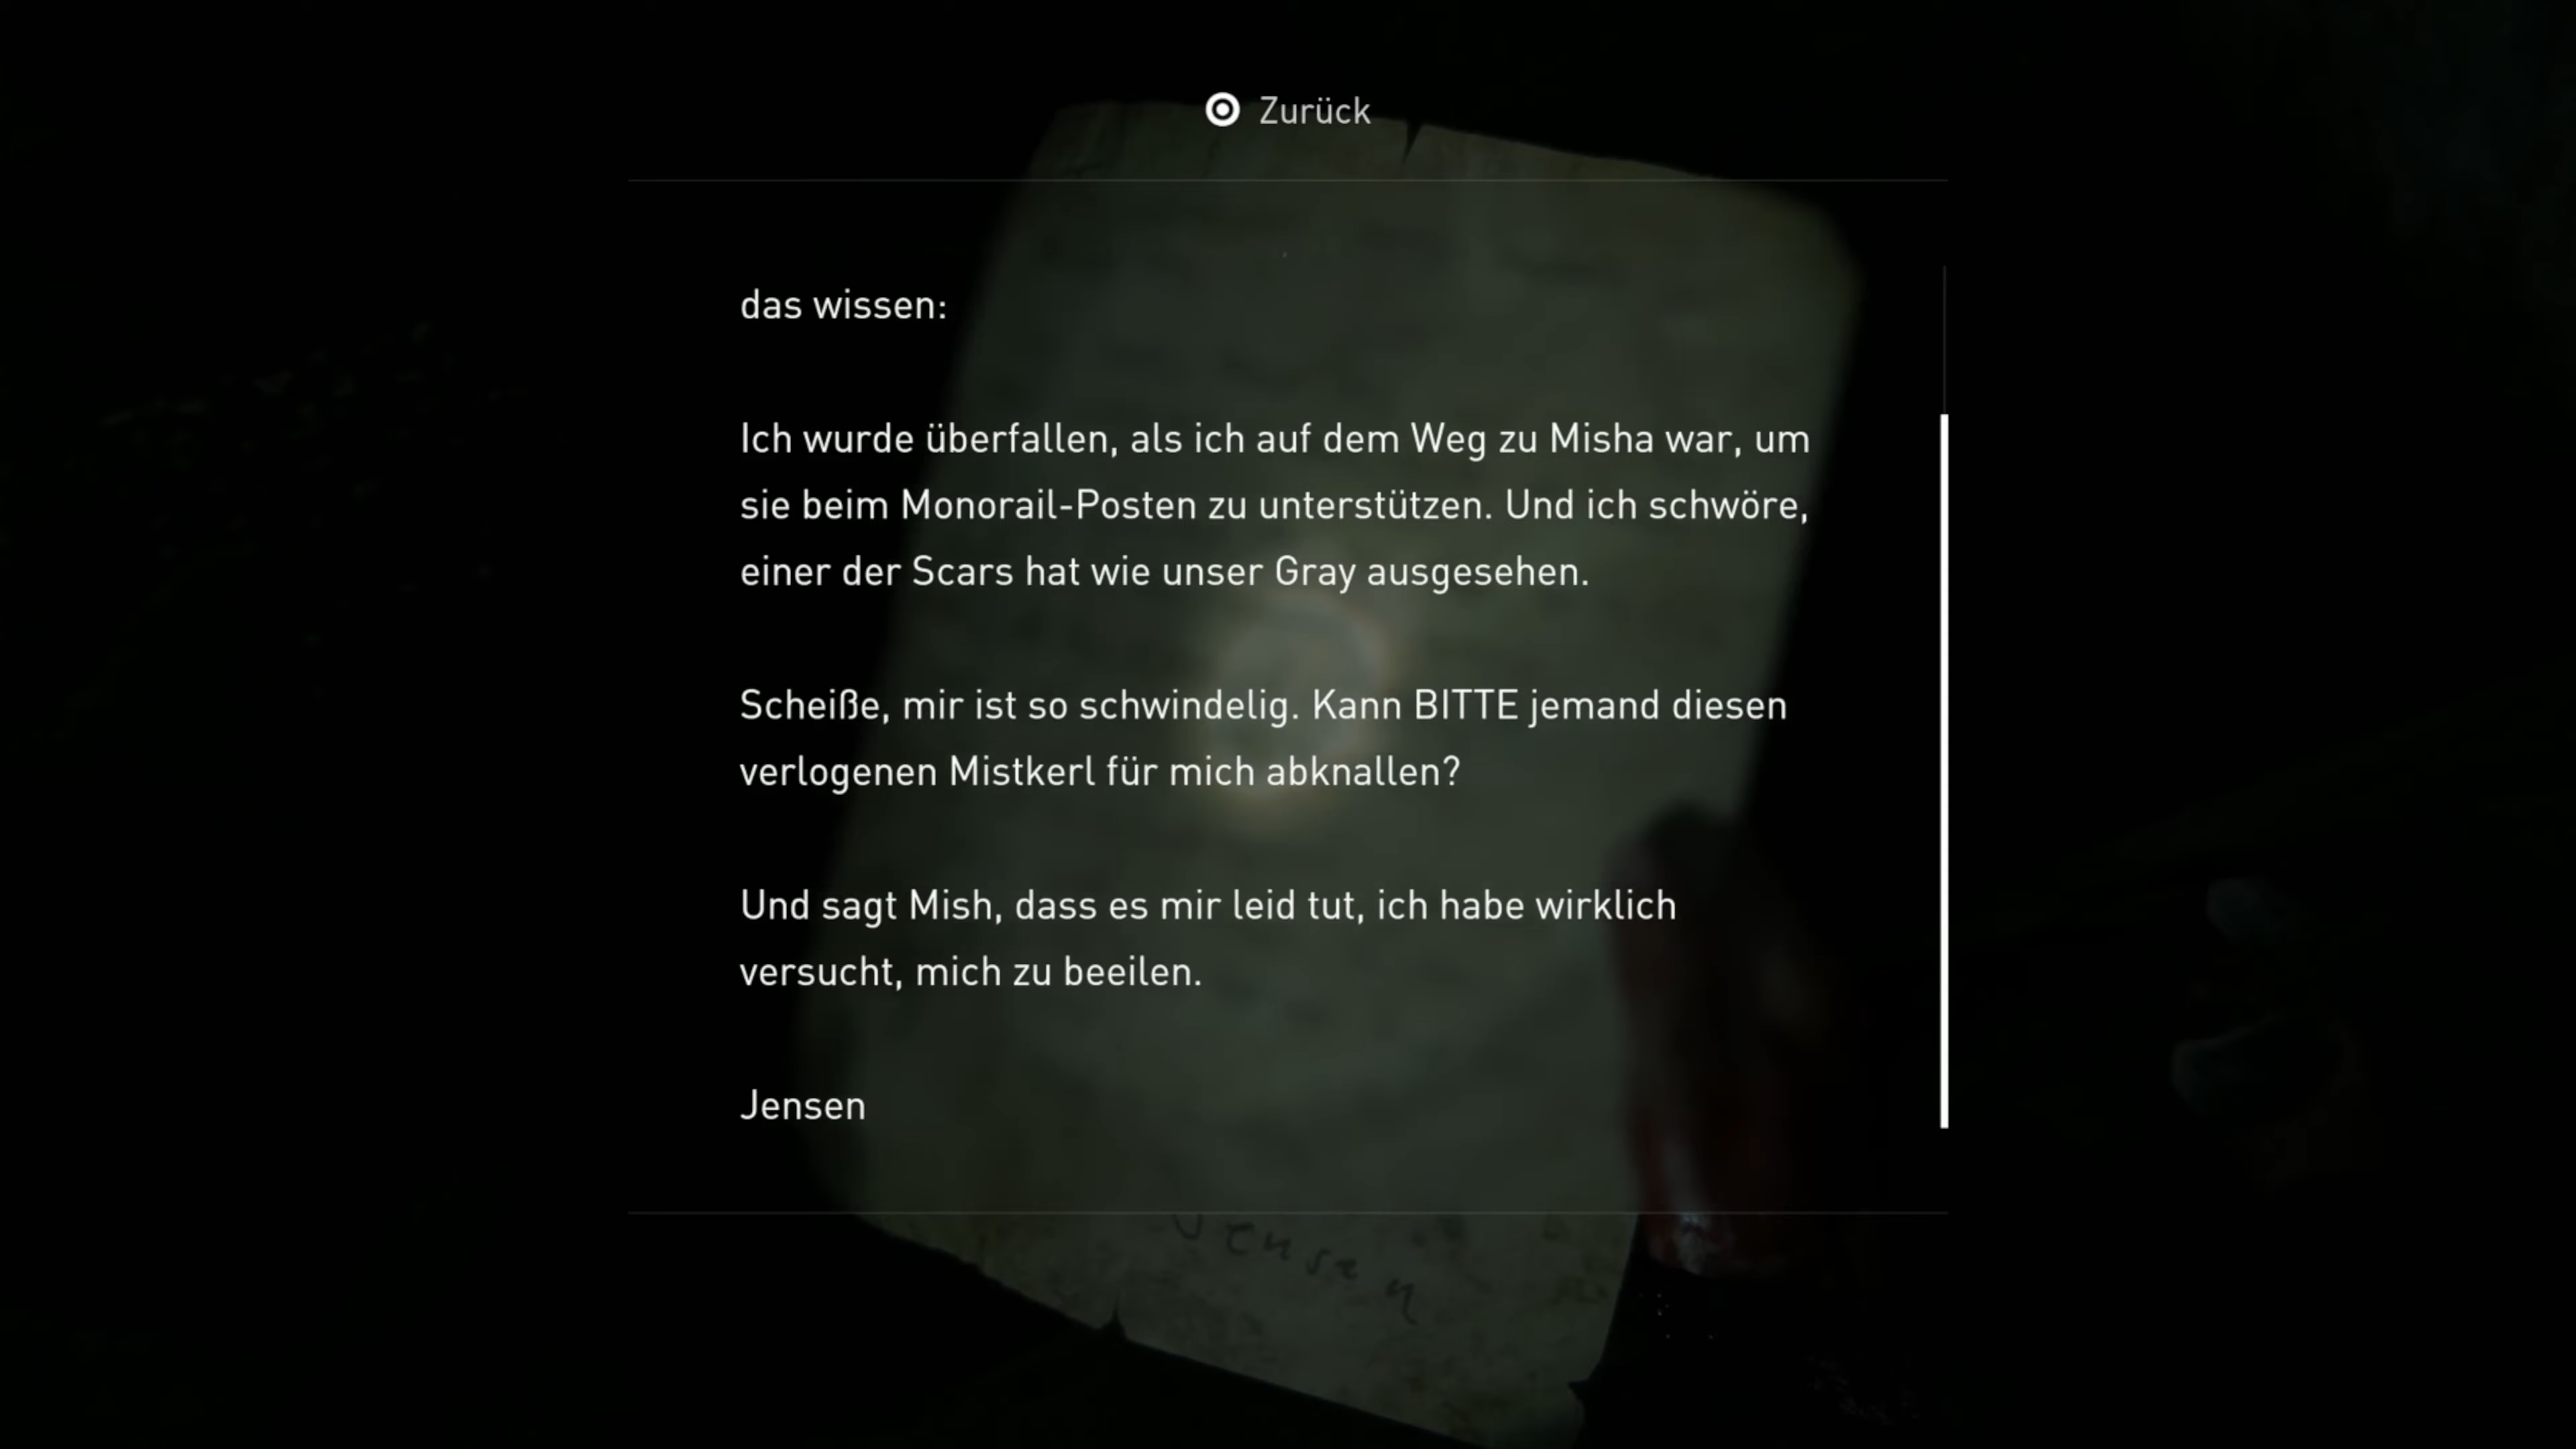 Zurück
das wissen:
Ich wurde überfallen, als ich auf dem Weg zu Misha war, um
sie beim Monorail-Posten zu unterstützen. Und ich schwöre,
einer der Scars hat wie unser Gray ausgesehen.
Scheiße, mir ist so schwindelig. Kann BITTE jemand diesen
verlogenen Mistkerl für mich abknallen?
Und sagt Mish, dass es mir leid tut, ich habe wirklich
versucht, mich zu beeilen.
Jensen
Jensen